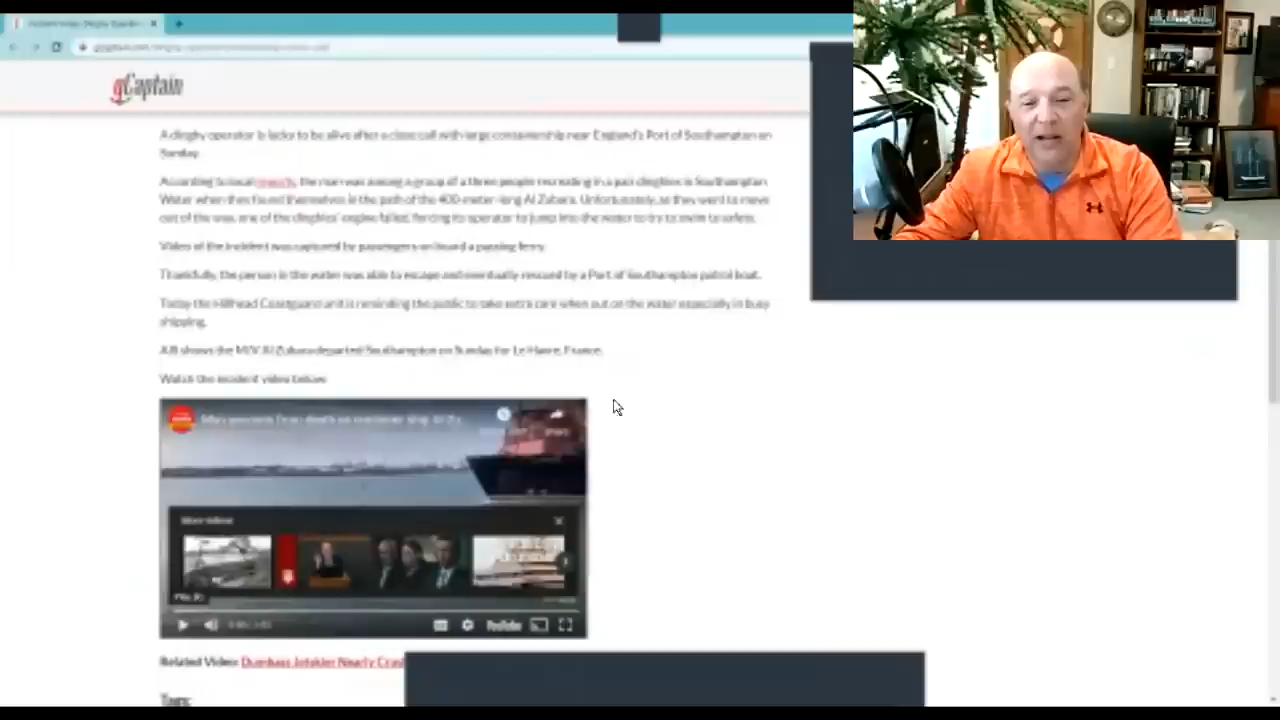 gCaptain
A dinghy operator is lucky to be alive after a close call with large containership near England's Port of Southampton on
Sunday.
According to local reports, the man was among a group of a three people recreating in a pair dinghies in Southampton
Water when they found themselves in the path of the 400-meter-long Al Zubara. Unfortunately, as they went to move
out of the way, one of the dinghies' engine failed, forcing to operator to jump into the water to try to swim to safety.
Video of the incident was captured by passengers on board a passing ferry.
Thankfully, the person in the water was able to escape and eventually rescued by a Port of Southampton patrol boat.
Today the Hillhead Coastguard unit is reminding the public to take extra care when out on the water especially in busy
shipping.
AIS shows the M/V Al Zubara departed Southampton on Sunday for Le Havre, France.
Watch the incident video below:
More videos
Play (k)
YouTube
Related Video: Dumbass Jetskier Nearly
Tags: